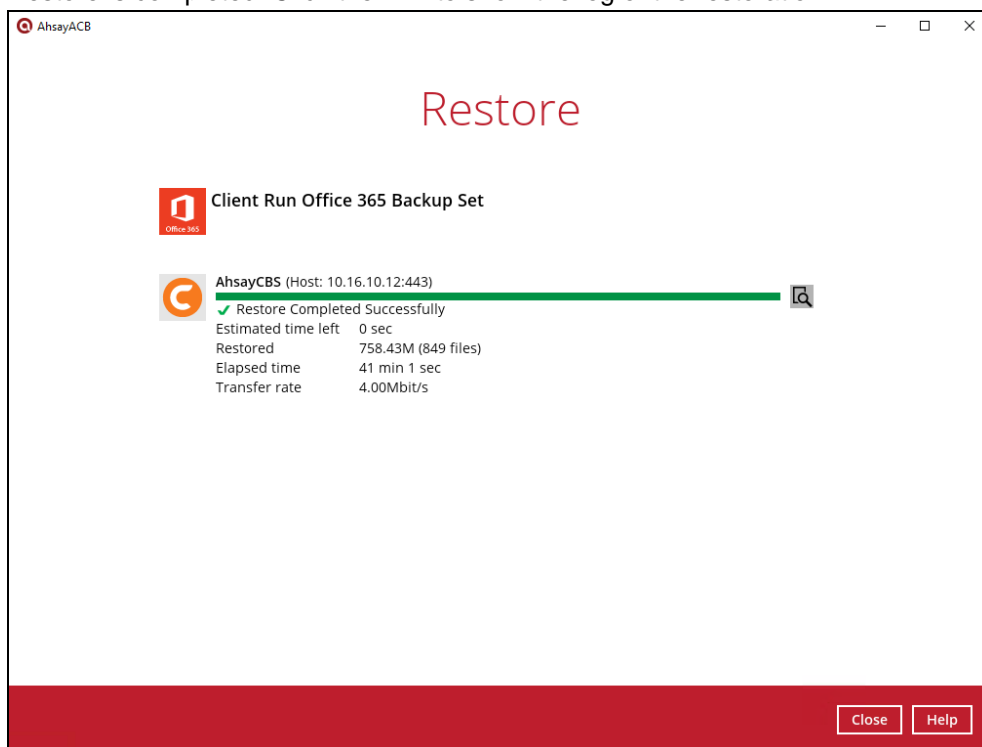 AhsayACB
Restore
Client Run Office 365 Backup Set
Office 365
AhsayCBS (Host: 10.16.10.12:443)
Restore Completed Successfully
Estimated time left 0 sec
Restored 758.43M (849 files)
Elapsed time 41 min 1 sec
Transfer rate 4.00Mbit/s
Close Help